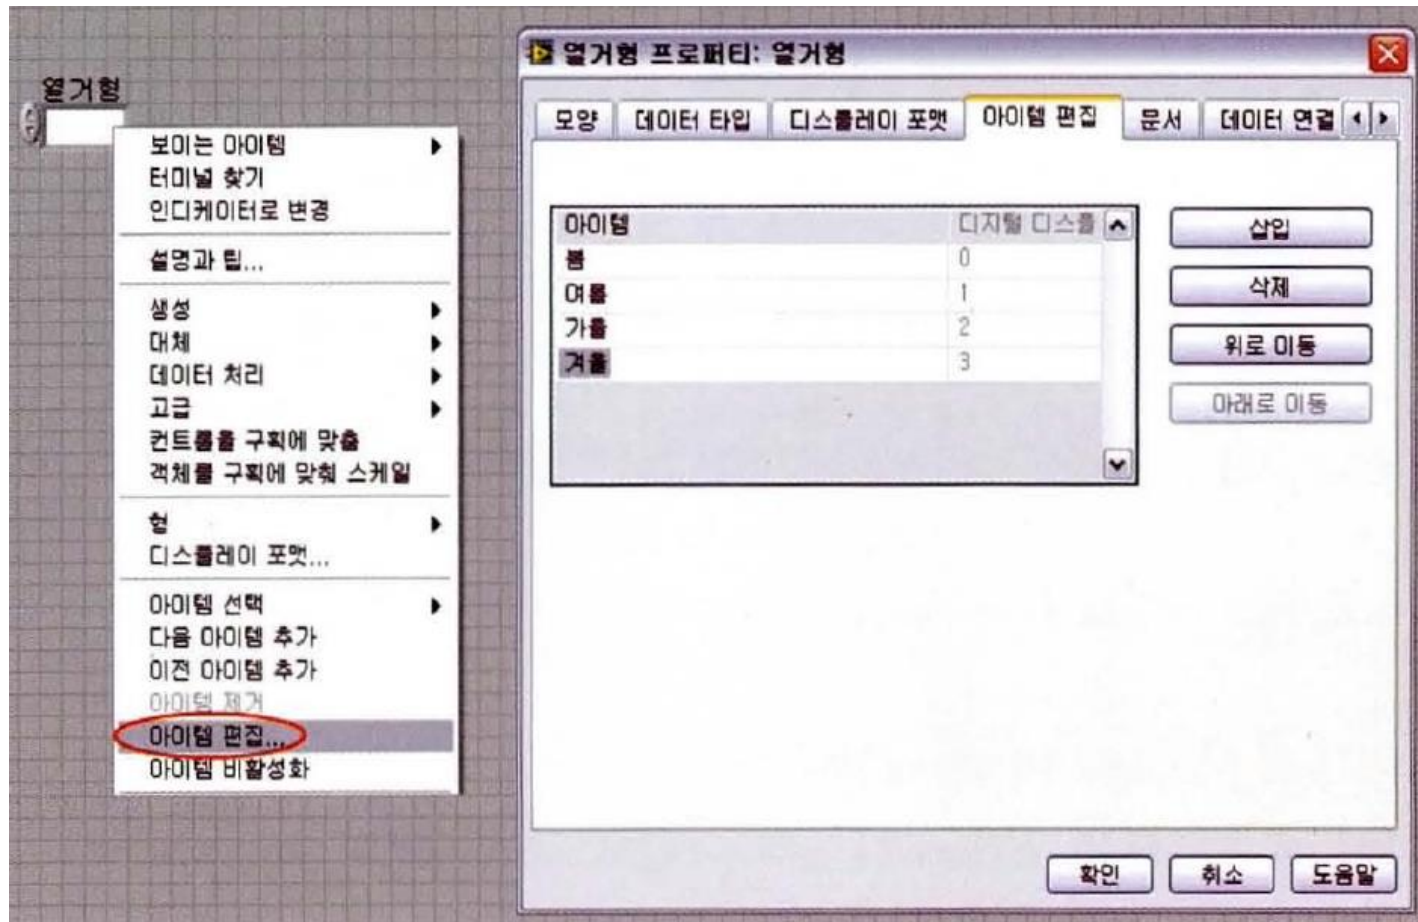 열거형
보이는 아이템
터미널 찾기
인디케이터로 변경
설명과 팁...
생성
대체
데이터 처리
고급
컨트롤을 구획에 맞춤
객체를 구획에 맞춰 스케일
형
디스플레이 포맷...
아이템 선택
다음 아이템 추가
이전 아이템 추가
아이템 제거
아이템 편집...
아이템 비활성화
열거형 프로퍼티: 열거형
모양 데이터 타입 디스플레이 포맷 아이템 편집 문서 데이터 연결
아이템 디지털 디스플
봄 0
여름 1
가을 2
겨울 3
삽입
삭제
위로 이동
아래로 이동
확인 취소 도움말